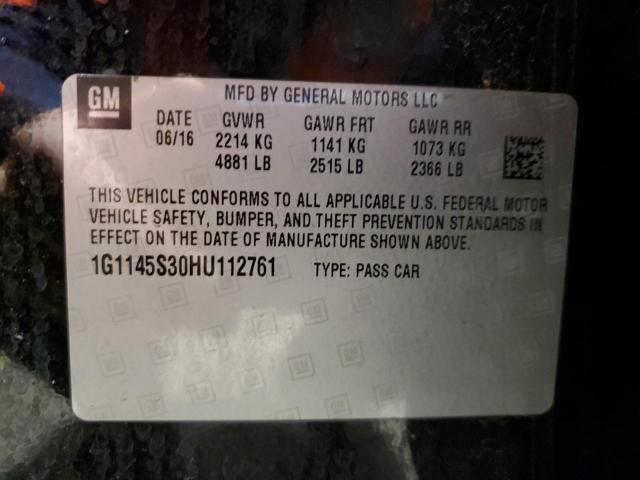 GM MFD BY GENERAL MOTORS LLC
DATE GVWR GAWR FRT GAWR RR
06/16 2214 KG 1141 KG 1073 KG
4881 LB 2515 LB 2366 LB
THIS VEHICLE CONFORMS TO ALL APPLICABLE U.S. FEDERAL MOTOR
VEHICLE SAFETY, BUMPER, AND THEFT PREVENTION STANDARDS IN
EFFECT ON THE DATE OF MANUFACTURE SHOWN ABOVE.
1G1145S30HU112761 TYPE: PASS CAR